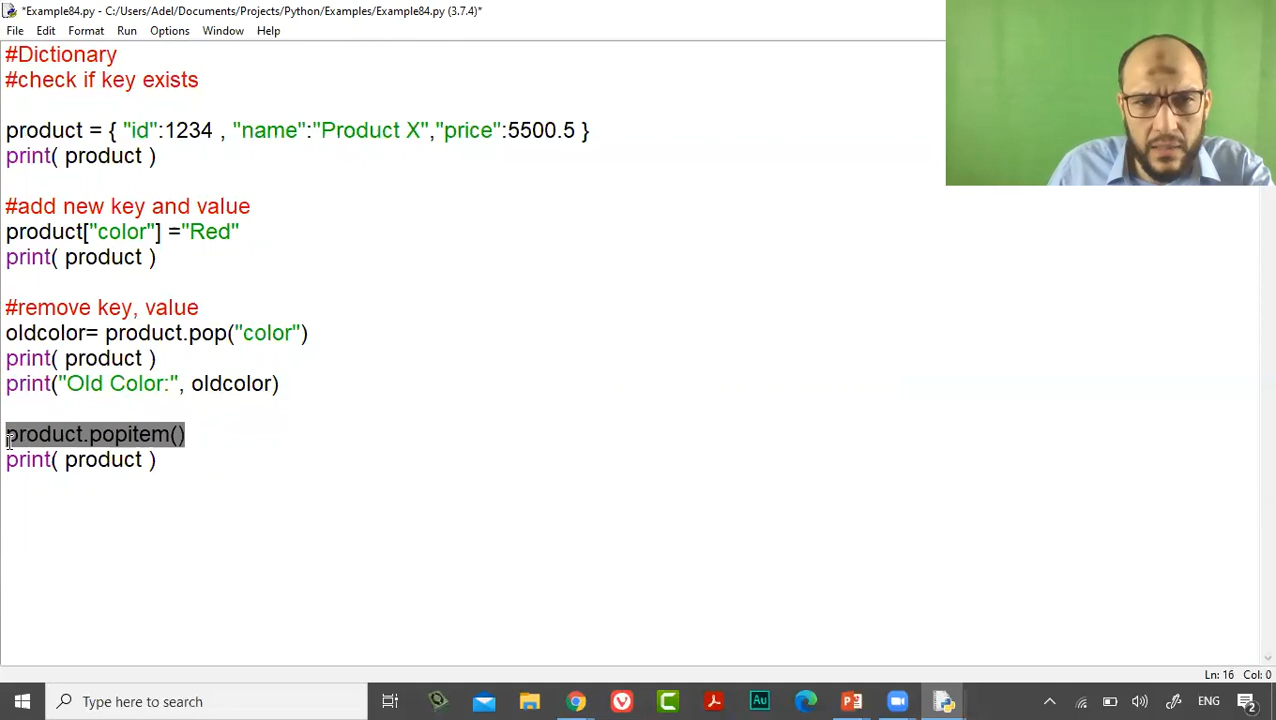 *Example84.py - C:/Users/Adel/Documents/Projects/Python/Examples/Example84.py (3.7.4)*
File Edit Format Run Options Window Help
#Dictionary
#check if key exists
product = { "id":1234 , "name":"Product X","price":5500.5 }
print( product )
#add new key and value
product["color"] ="Red"
print( product )
#remove key, value
oldcolor= product.pop("color")
print( product )
print("Old Color:", oldcolor)
product.popitem()
print( product )
Ln: 16 Col: 0
Type here to search
Au
ENG
2